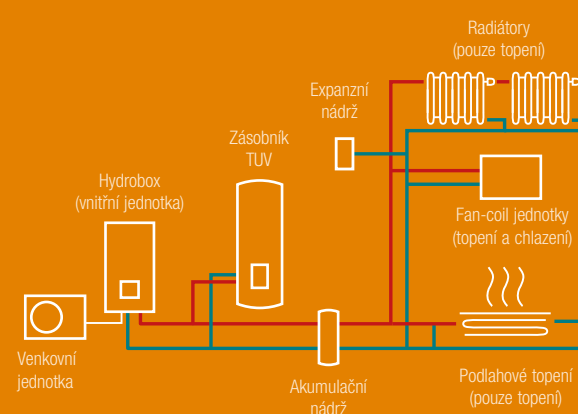 Radiátory
(pouze topení)
Expanzní
nádrž
Zásobník
TUV
Hydrobox
(vnitřní jednotka)
Fan-coil jednotky
(topení a chlazení)
Venkovní
jednotka
Akumulační
nádrž
Podlahové topení
(pouze topení)